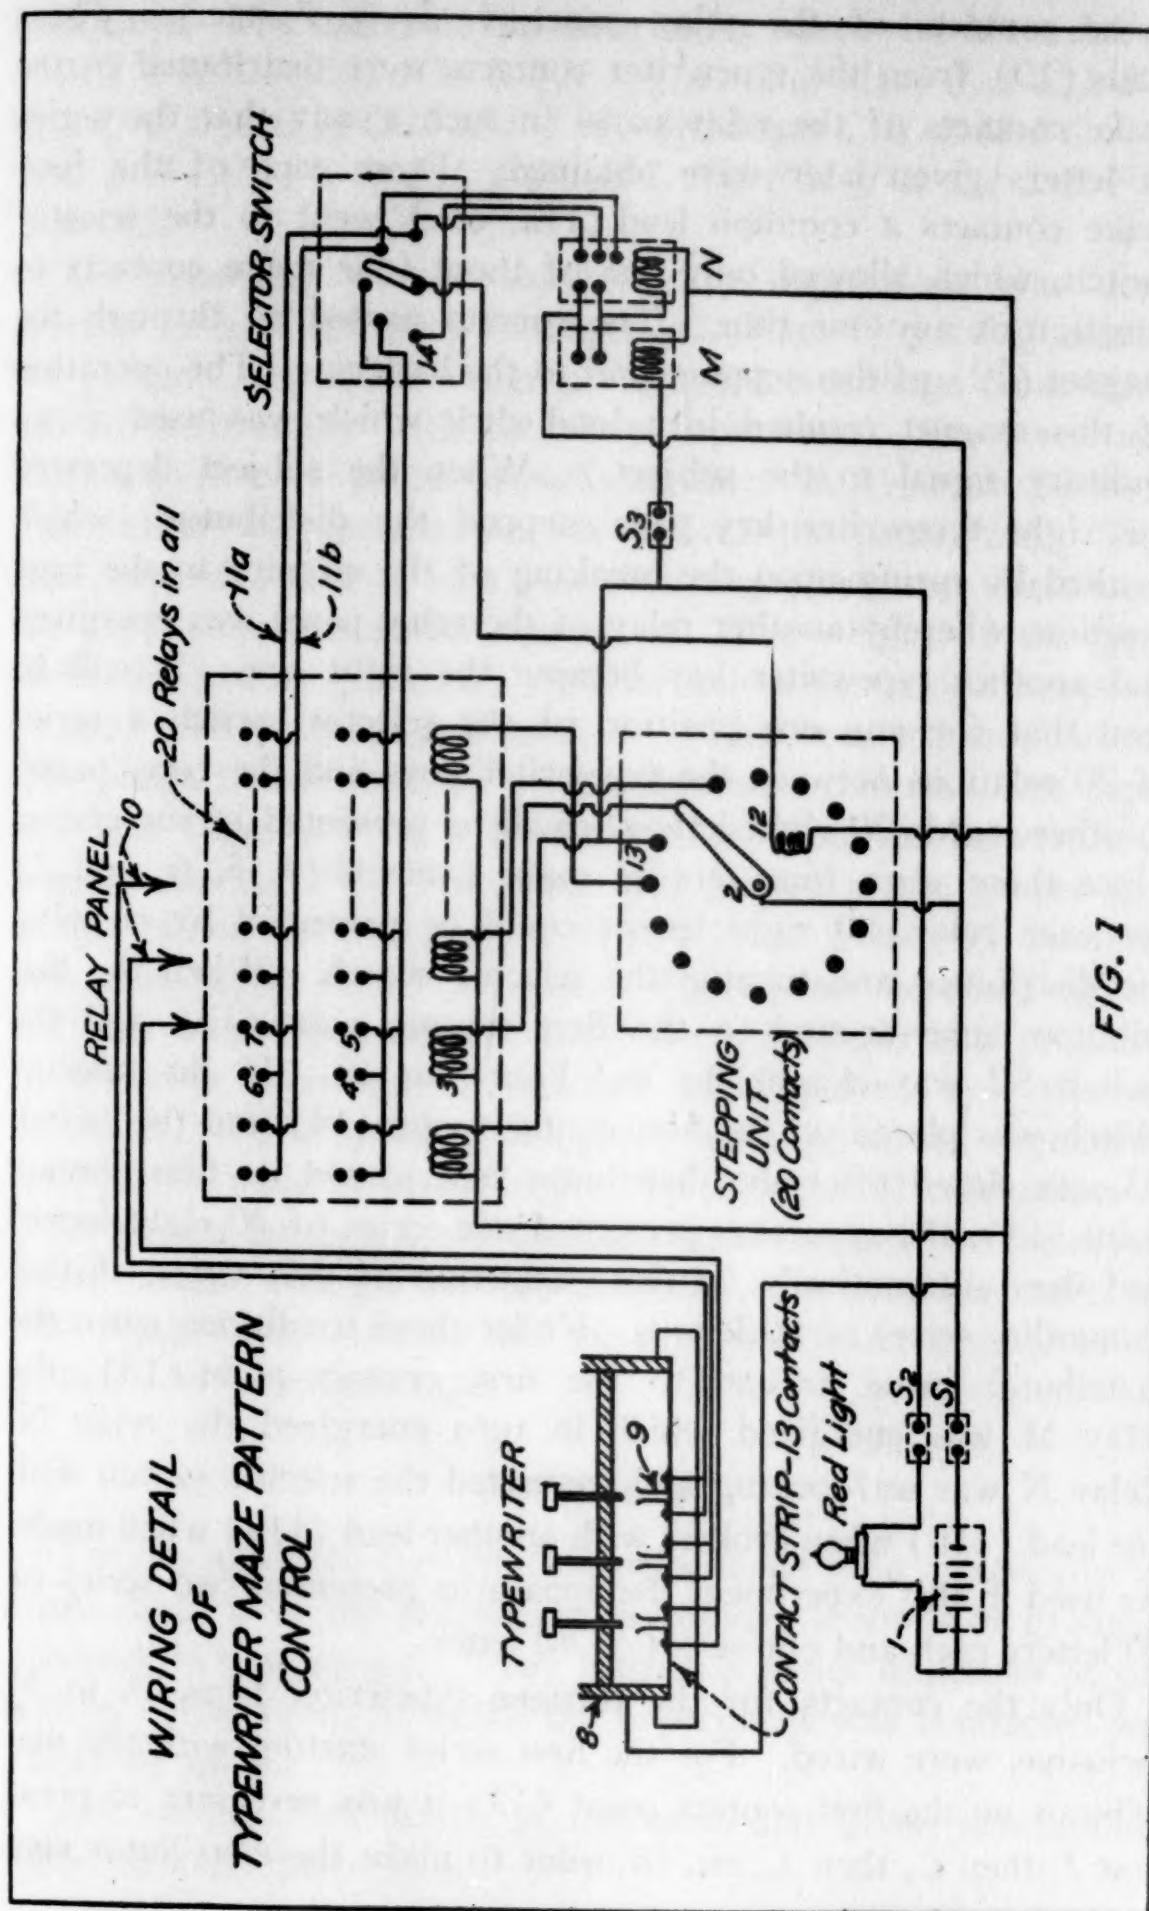 WIRING DETAIL
OF
TYPEWRITER MAZE PATTERN
CONTROL
RELAY PANEL
10
20 Relays in all
SELECTOR SWITCH
11a
11b
6
7
4
5
3
14
M
N
S3
TYPEWRITER
8
9
CONTACT STRIP-13 Contacts
STEPPING
UNIT
(20 Contacts)
13
2
12
Red Light
1
S2
S1
FIG. 1